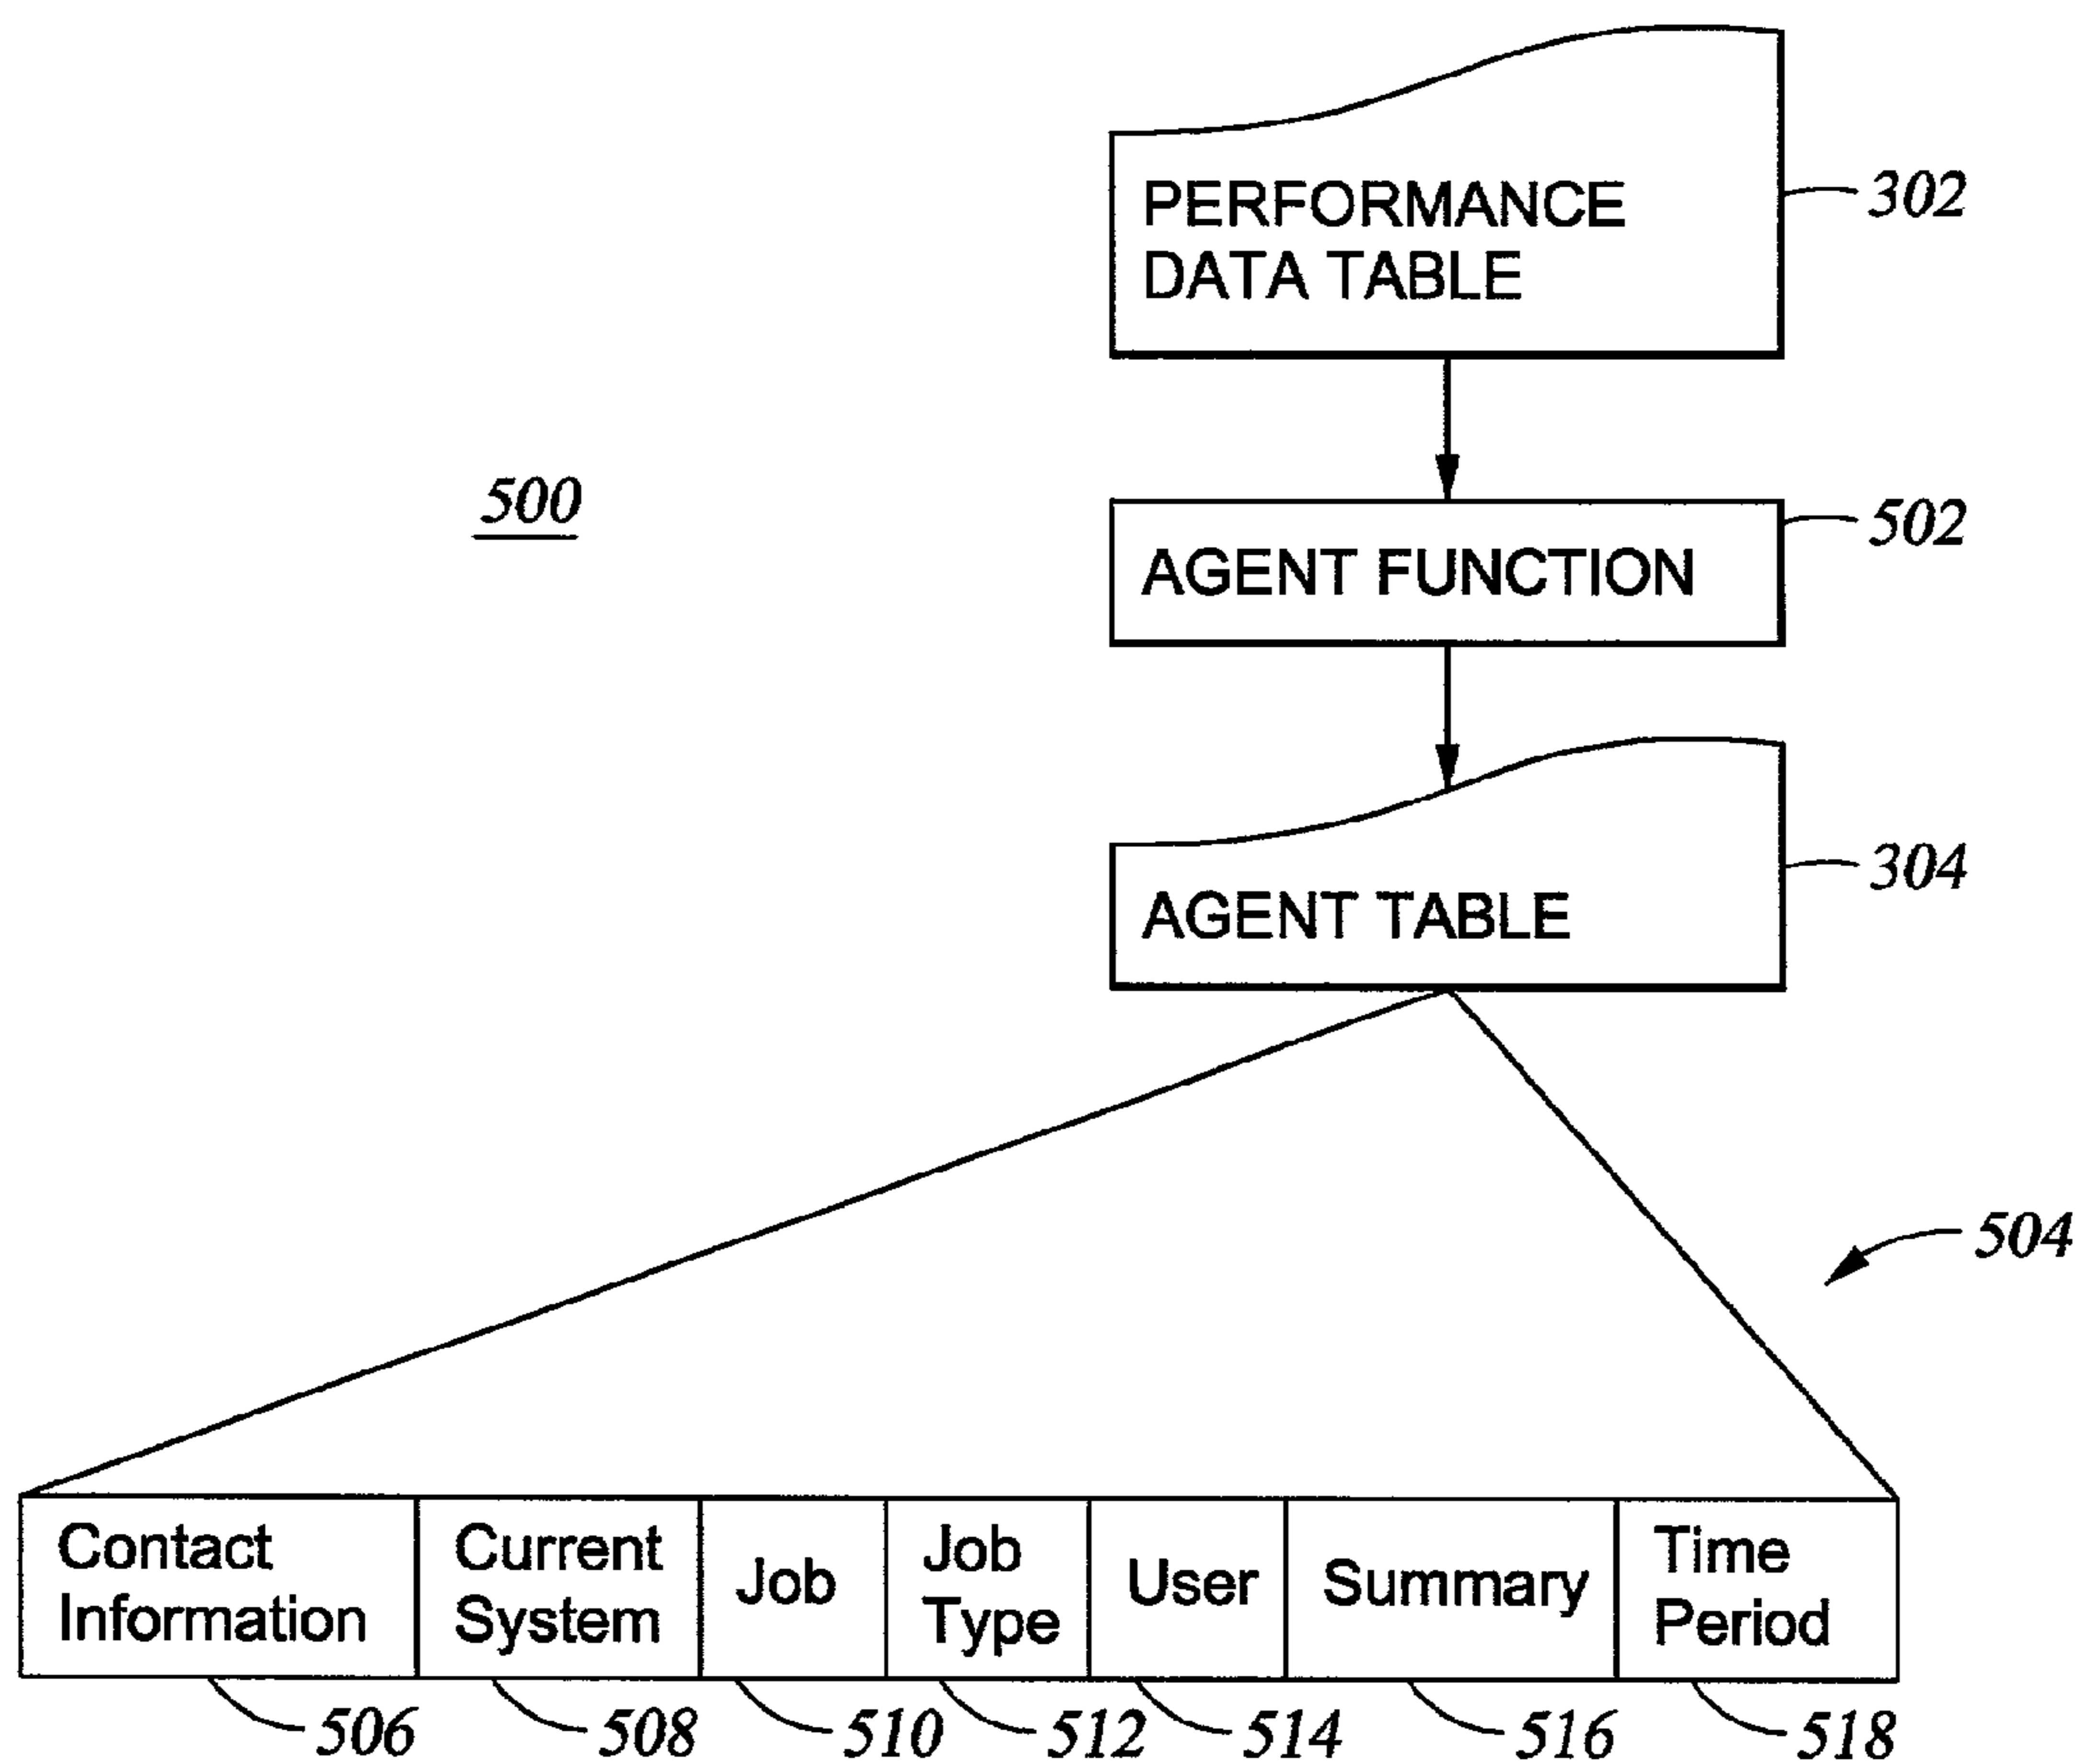 PERFORMANCE
DATA TABLE
302
500
AGENT FUNCTION
502
AGENT TABLE
304
504
Contact
Information
Current
System
Job
Job
Type
User
Summary
Time
Period
506
508
510
512
514
516
518